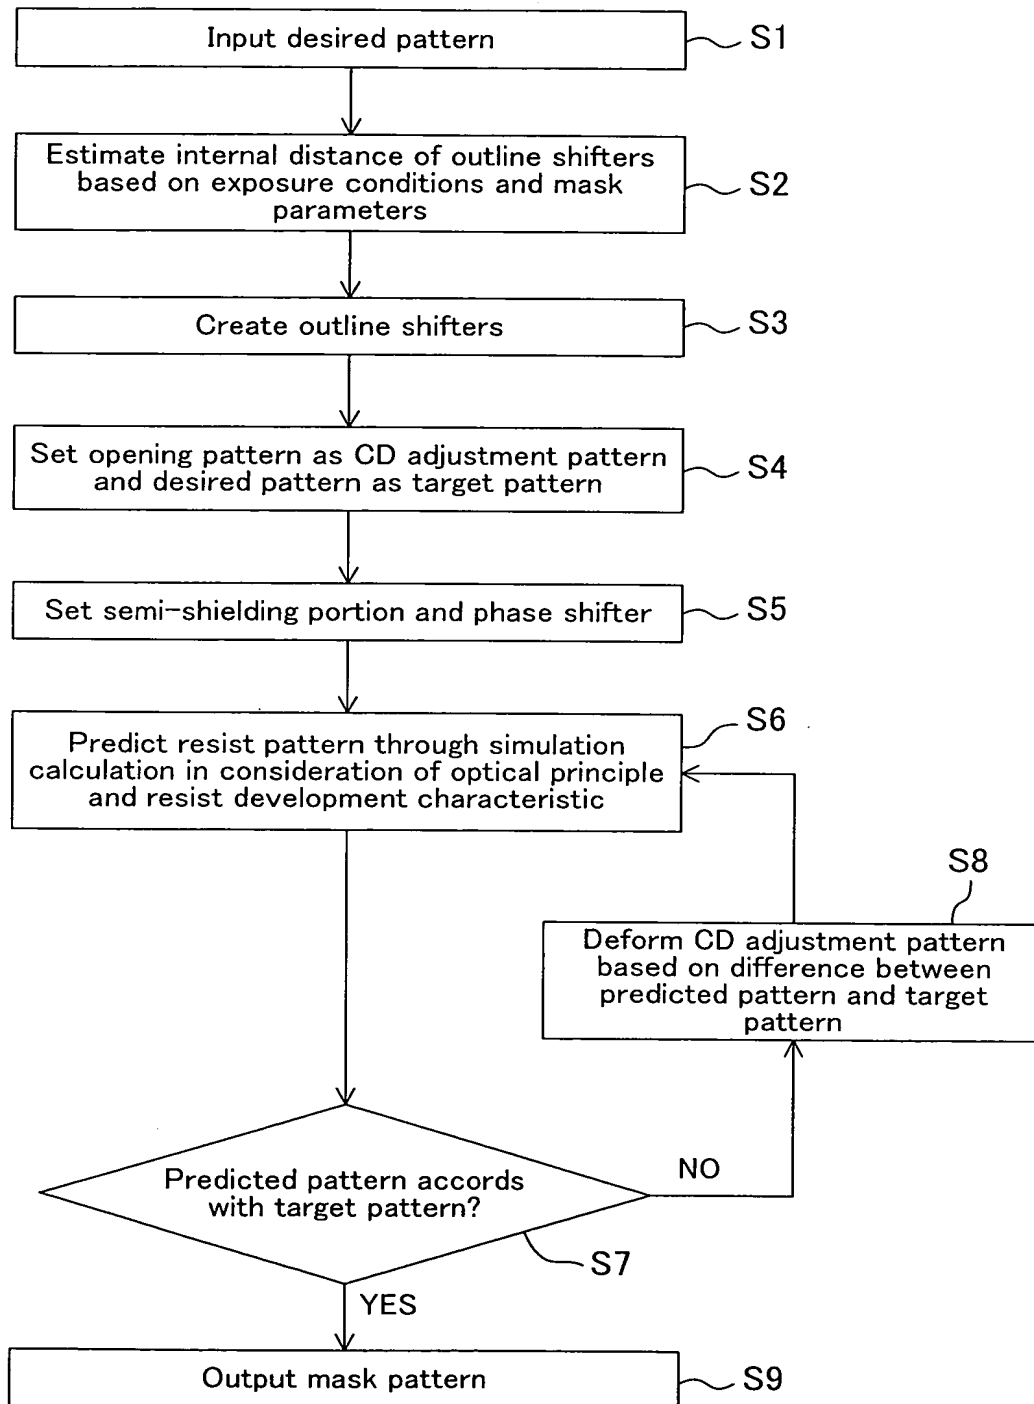 Input desired pattern
S1
Estimate internal distance of outline shifters
based on exposure conditions and mask
parameters
S2
Create outline shifters
S3
Set opening pattern as CD adjustment pattern
and desired pattern as target pattern
S4
Set semi-shielding portion and phase shifter
S5
Predict resist pattern through simulation
calculation in consideration of optical principle
and resist development characteristic
S6
S8
Deform CD adjustment pattern
based on difference between
predicted pattern and target
pattern
Predicted pattern accords
with target pattern?
NO
S7
YES
Output mask pattern
S9